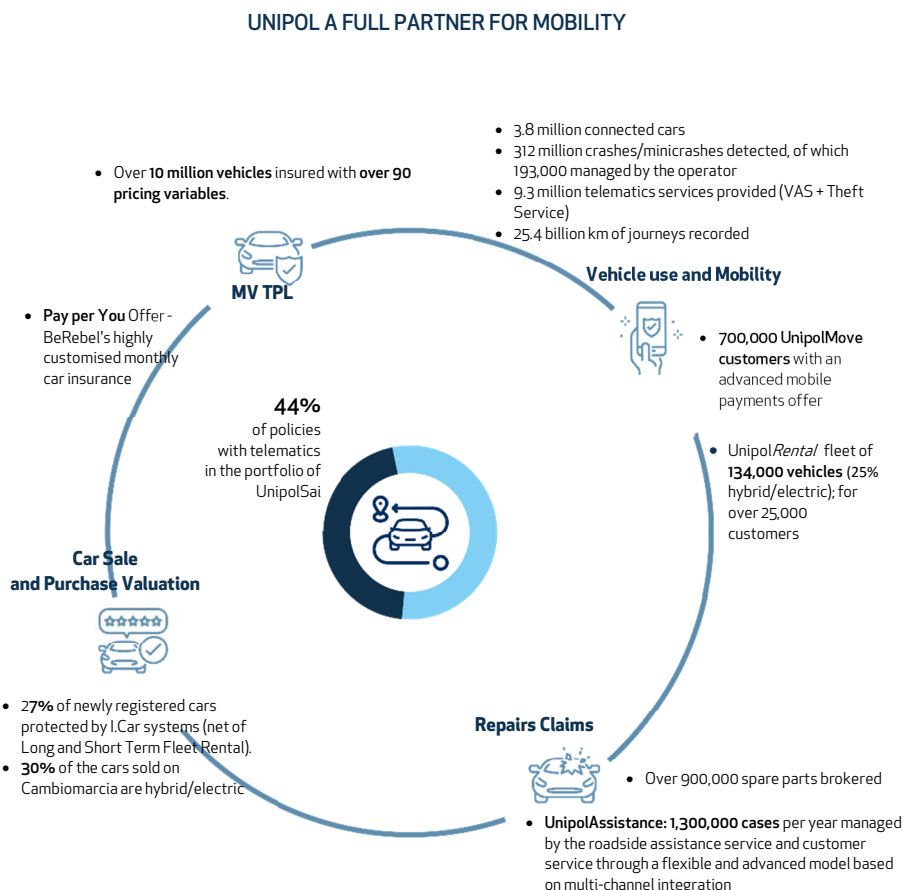 UNIPOL A FULL PARTNER FOR MOBILITY
• Over 10 million vehicles insured with over 90
pricing variables.
MV TPL
• Pay per You Offer -
BeRebel's highly
customised monthly
car insurance
• 3.8 million connected cars
• 312 million crashes/minicrashes detected, of which
193,000 managed by the operator
• 9.3 million telematics services provided (VAS + Theft
Service)
• 25.4 billion km of journeys recorded
Vehicle use and Mobility
• 700,000 UnipolMove
customers with an
advanced mobile
payments offer
• UnipolRental fleet of
134,000 vehicles (25%
hybrid/electric); for
over 25,000
customers
44%
of policies
with telematics
in the portfolio of
UnipolSai
Car Sale
and Purchase Valuation
• 27% of newly registered cars
protected by I.Car systems (net of
Long and Short Term Fleet Rental).
• 30% of the cars sold on
Cambiomarcia are hybrid/electric
Repairs Claims
• Over 900,000 spare parts brokered
• UnipolAssistance: 1,300,000 cases per year managed
by the roadside assistance service and customer
service through a flexible and advanced model based
on multi-channel integration